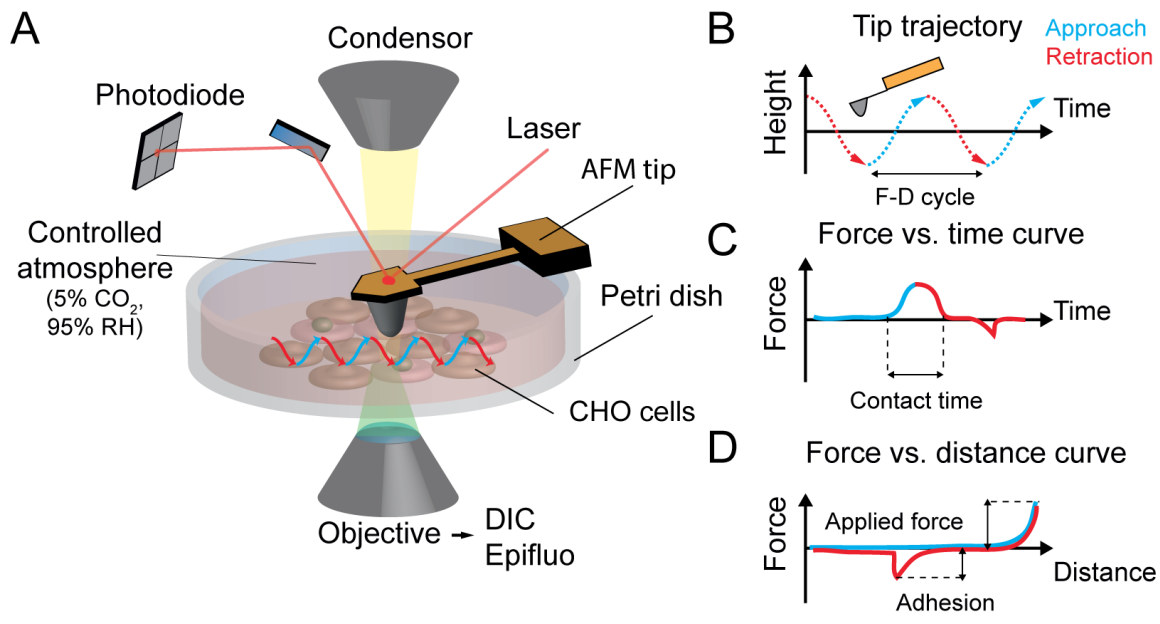 A
Condensor
Photodiode
Laser
AFM tip
Controlled
atmosphere
(5% CO₂,
95% RH)
Petri dish
CHO cells
Objective
DIC
Epifluo
B
Tip trajectory
Approach
Retraction
Height
Time
F-D cycle
C
Force vs. time curve
Force
Time
Contact time
D
Force vs. distance curve
Force
Applied force
Distance
Adhesion